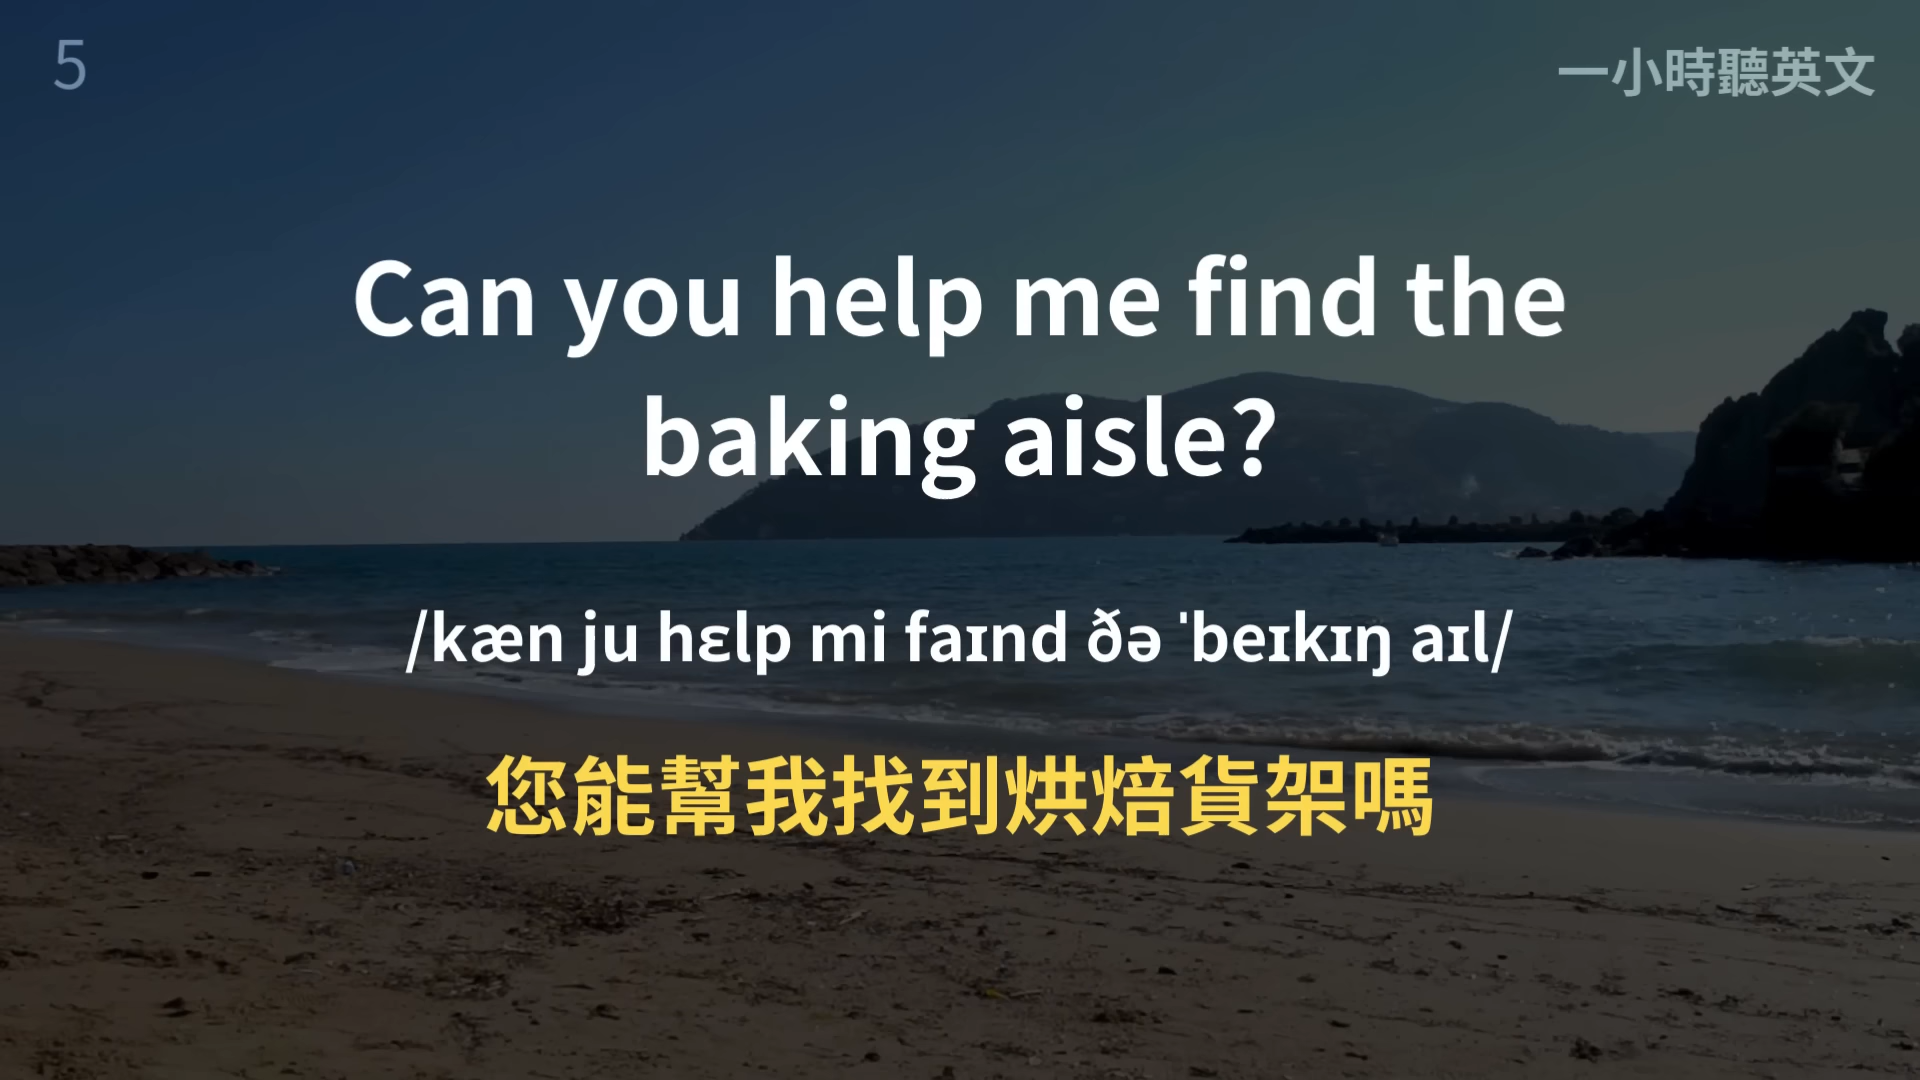 5
一小時聽英文
Can you help me find the
baking aisle?
/kæn ju hɛlp mi faɪnd ðə ˈbeɪkɪŋ aɪl/
您能幫我找到烘焙貨架嗎